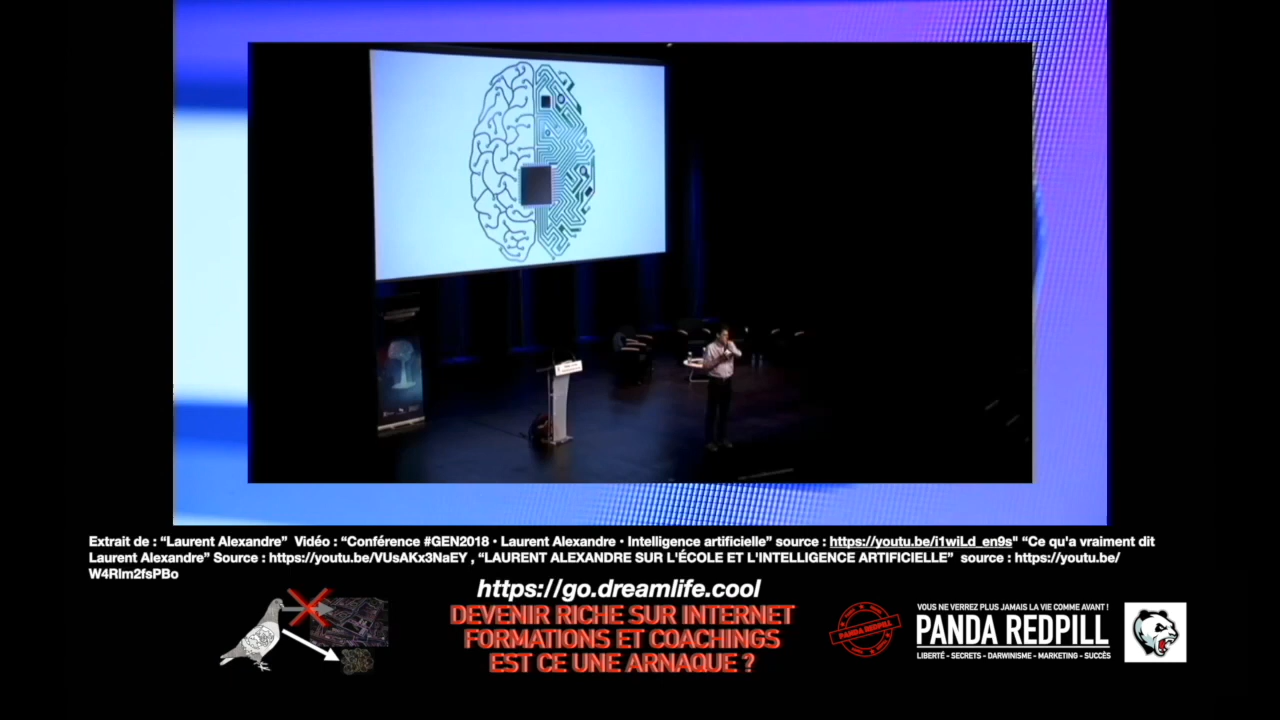 Extrait de : “Laurent Alexandre”  Vidéo : “Conférence #GEN2018 • Laurent Alexandre • Intelligence artificielle” source : https://youtu.be/i1wiLd_en9s" “Ce qu'a vraiment dit
Laurent Alexandre” Source : https://youtu.be/VUsAKx3NaEY , “LAURENT ALEXANDRE SUR L'ÉCOLE ET L'INTELLIGENCE ARTIFICIELLE”  source : https://youtu.be/
W4Rlm2fsPBo
https://go.dreamlife.cool
DEVENIR RICHE SUR INTERNET
FORMATIONS ET COACHINGS
EST CE UNE ARNAQUE ?
PANDA REDPILL
VOUS NE VERREZ PLUS JAMAIS LA VIE COMME AVANT !
PANDA REDPILL
LIBERTÉ - SECRETS - DARWINISME - MARKETING - SUCCÈS